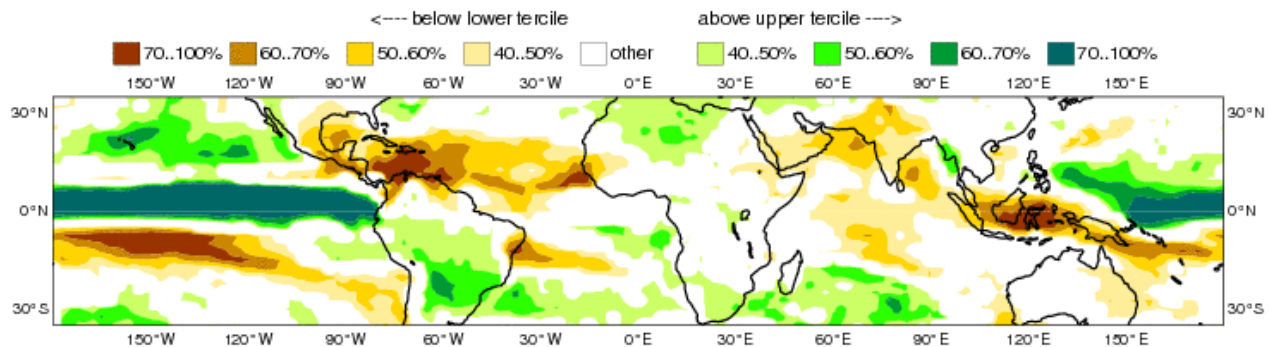 <---- below lower tercile above upper tercile ---->
70..100% 60..70% 50..60% 40..50% other 40..50% 50..60% 60..70% 70..100%
150°W 120°W 90°W 60°W 30°W 0°E 30°E 60°E 90°E 120°E 150°E
30°N 30°N
0°N 0°N
30°S 30°S
150°W 120°W 90°W 60°W 30°W 0°E 30°E 60°E 90°E 120°E 150°E